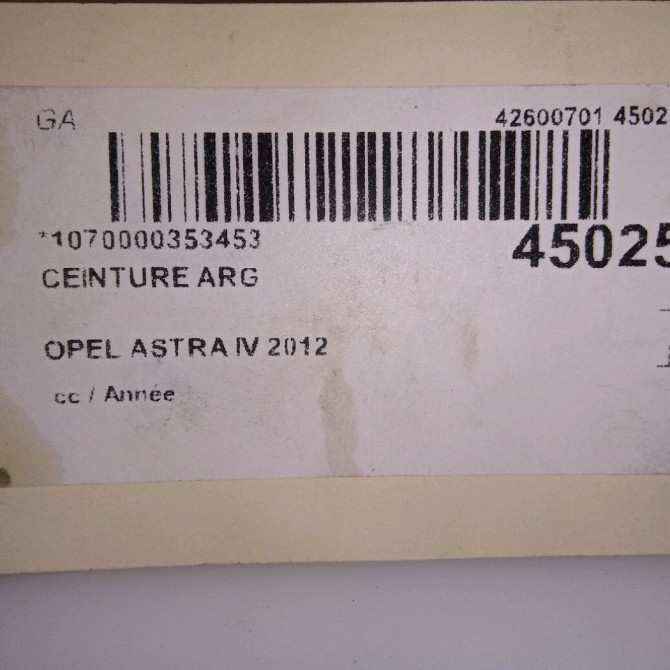 GA 42600701 4502
*1070000353453 45025
CEINTURE ARG
OPEL ASTRA IV 2012
cc / Année